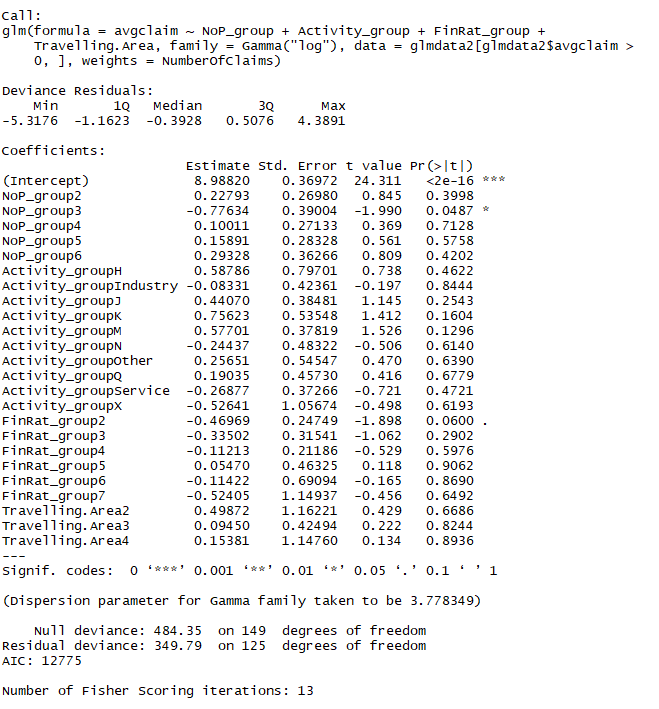 Call:
glm(formula = avgclaim ~ NoP_group + Activity_group + FinRat_group +
    Travelling.Area, family = Gamma("log"), data = glmdata2[glmdata2$avgclaim >
    0, ], weights = NumberOfClaims)
Deviance Residuals:
    Min      1Q  Median      3Q     Max
-5.3176 -1.1623 -0.3928  0.5076  4.3891
Coefficients:
                       Estimate Std. Error t value Pr(>|t|)
(Intercept)             8.98820    0.36972  24.311   <2e-16 ***
NoP_group2              0.22793    0.26980   0.845   0.3998
NoP_group3             -0.77634    0.39004  -1.990   0.0487 *
NoP_group4              0.10011    0.27133   0.369   0.7128
NoP_group5              0.15891    0.28328   0.561   0.5758
NoP_group6              0.29328    0.36266   0.809   0.4202
Activity_groupH         0.58786    0.79701   0.738   0.4622
Activity_groupIndustry -0.08331    0.42361  -0.197   0.8444
Activity_groupJ         0.44070    0.38481   1.145   0.2543
Activity_groupK         0.75623    0.53548   1.412   0.1604
Activity_groupM         0.57701    0.37819   1.526   0.1296
Activity_groupN        -0.24437    0.48322  -0.506   0.6140
Activity_groupOther     0.25651    0.54547   0.470   0.6390
Activity_groupQ         0.19035    0.45730   0.416   0.6779
Activity_groupService  -0.26877    0.37266  -0.721   0.4721
Activity_groupX        -0.52641    1.05674  -0.498   0.6193
FinRat_group2          -0.46969    0.24749  -1.898   0.0600 .
FinRat_group3          -0.33502    0.31541  -1.062   0.2902
FinRat_group4          -0.11213    0.21186  -0.529   0.5976
FinRat_group5           0.05470    0.46325   0.118   0.9062
FinRat_group6          -0.11422    0.69094  -0.165   0.8690
FinRat_group7          -0.52405    1.14937  -0.456   0.6492
Travelling.Area2        0.49872    1.16221   0.429   0.6686
Travelling.Area3        0.09450    0.42494   0.222   0.8244
Travelling.Area4        0.15381    1.14760   0.134   0.8936
---
Signif. codes:  0 ‘***’ 0.001 ‘**’ 0.01 ‘*’ 0.05 ‘.’ 0.1 ‘ ’ 1
(Dispersion parameter for Gamma family taken to be 3.778349)
    Null deviance: 484.35  on 149  degrees of freedom
Residual deviance: 349.79  on 125  degrees of freedom
AIC: 12775
Number of Fisher Scoring iterations: 13